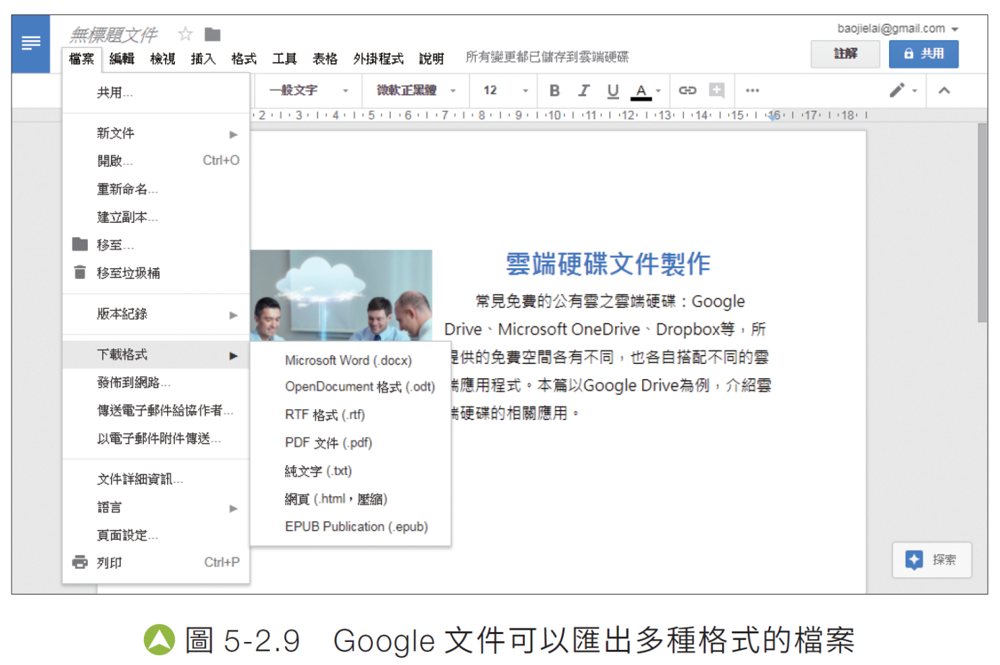 無標題文件
baojielai@gmail.com
檔案 編輯 檢視 插入 格式 工具 表格 外掛程式 說明 所有變更都已儲存到雲端硬碟
註解 共用
一般文字 微軟正黑體 12 B I U A ...
2 3 4 5 6 7 8 9 10 11 12 13 14 15 16 17 18
共用...
新文件
開啟... Ctrl+O
重新命名...
建立副本...
移至...
移至垃圾桶
版本紀錄
下載格式
發佈到網路...
傳送電子郵件給協作者...
以電子郵件附件傳送...
文件詳細資訊...
語言
頁面設定...
列印 Ctrl+P
Microsoft Word (.docx)
OpenDocument 格式 (.odt)
RTF 格式 (.rtf)
PDF 文件 (.pdf)
純文字 (.txt)
網頁 (.html，壓縮)
EPUB Publication (.epub)
雲端硬碟文件製作
常見免費的公有雲之雲端硬碟：Google
Drive、Microsoft OneDrive、Dropbox等，所
提供的免費空間各有不同，也各自搭配不同的雲
端應用程式。本篇以Google Drive為例，介紹雲
端硬碟的相關應用。
探索
圖 5-2.9 Google 文件可以匯出多種格式的檔案